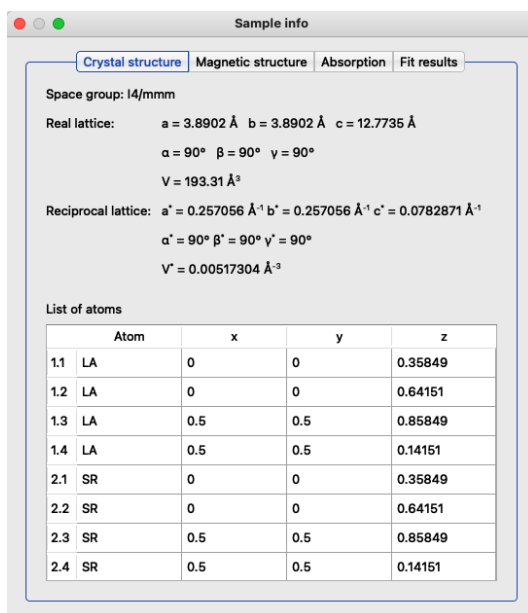 Sample info
Crystal structure Magnetic structure Absorption Fit results
Space group: I4/mmm
Real lattice: a = 3.8902 Å b = 3.8902 Å c = 12.7735 Å
α = 90° β = 90° γ = 90°
V = 193.31 Å³
Reciprocal lattice: a* = 0.257056 Å⁻¹ b* = 0.257056 Å⁻¹ c* = 0.0782871 Å⁻¹
α* = 90° β* = 90° γ* = 90°
V* = 0.00517304 Å⁻³
List of atoms
Atom x y z
1.1 LA 0 0 0.35849
1.2 LA 0 0 0.64151
1.3 LA 0.5 0.5 0.85849
1.4 LA 0.5 0.5 0.14151
2.1 SR 0 0 0.35849
2.2 SR 0 0 0.64151
2.3 SR 0.5 0.5 0.85849
2.4 SR 0.5 0.5 0.14151